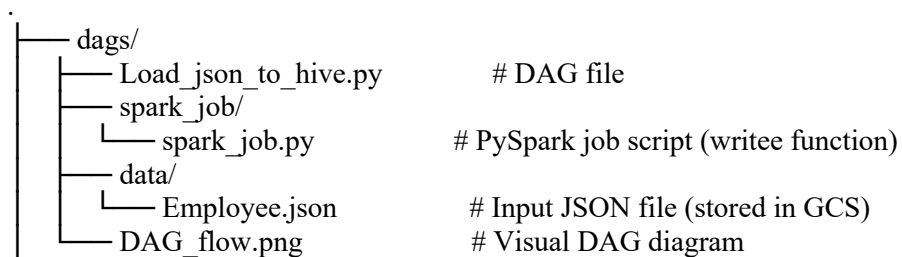 .
├── dags/
│   ├── Load_json_to_hive.py # DAG file
│   ├── spark_job/
│   │   └── spark_job.py # PySpark job script (writee function)
│   ├── data/
│   │   └── Employee.json # Input JSON file (stored in GCS)
│   └── DAG_flow.png # Visual DAG diagram